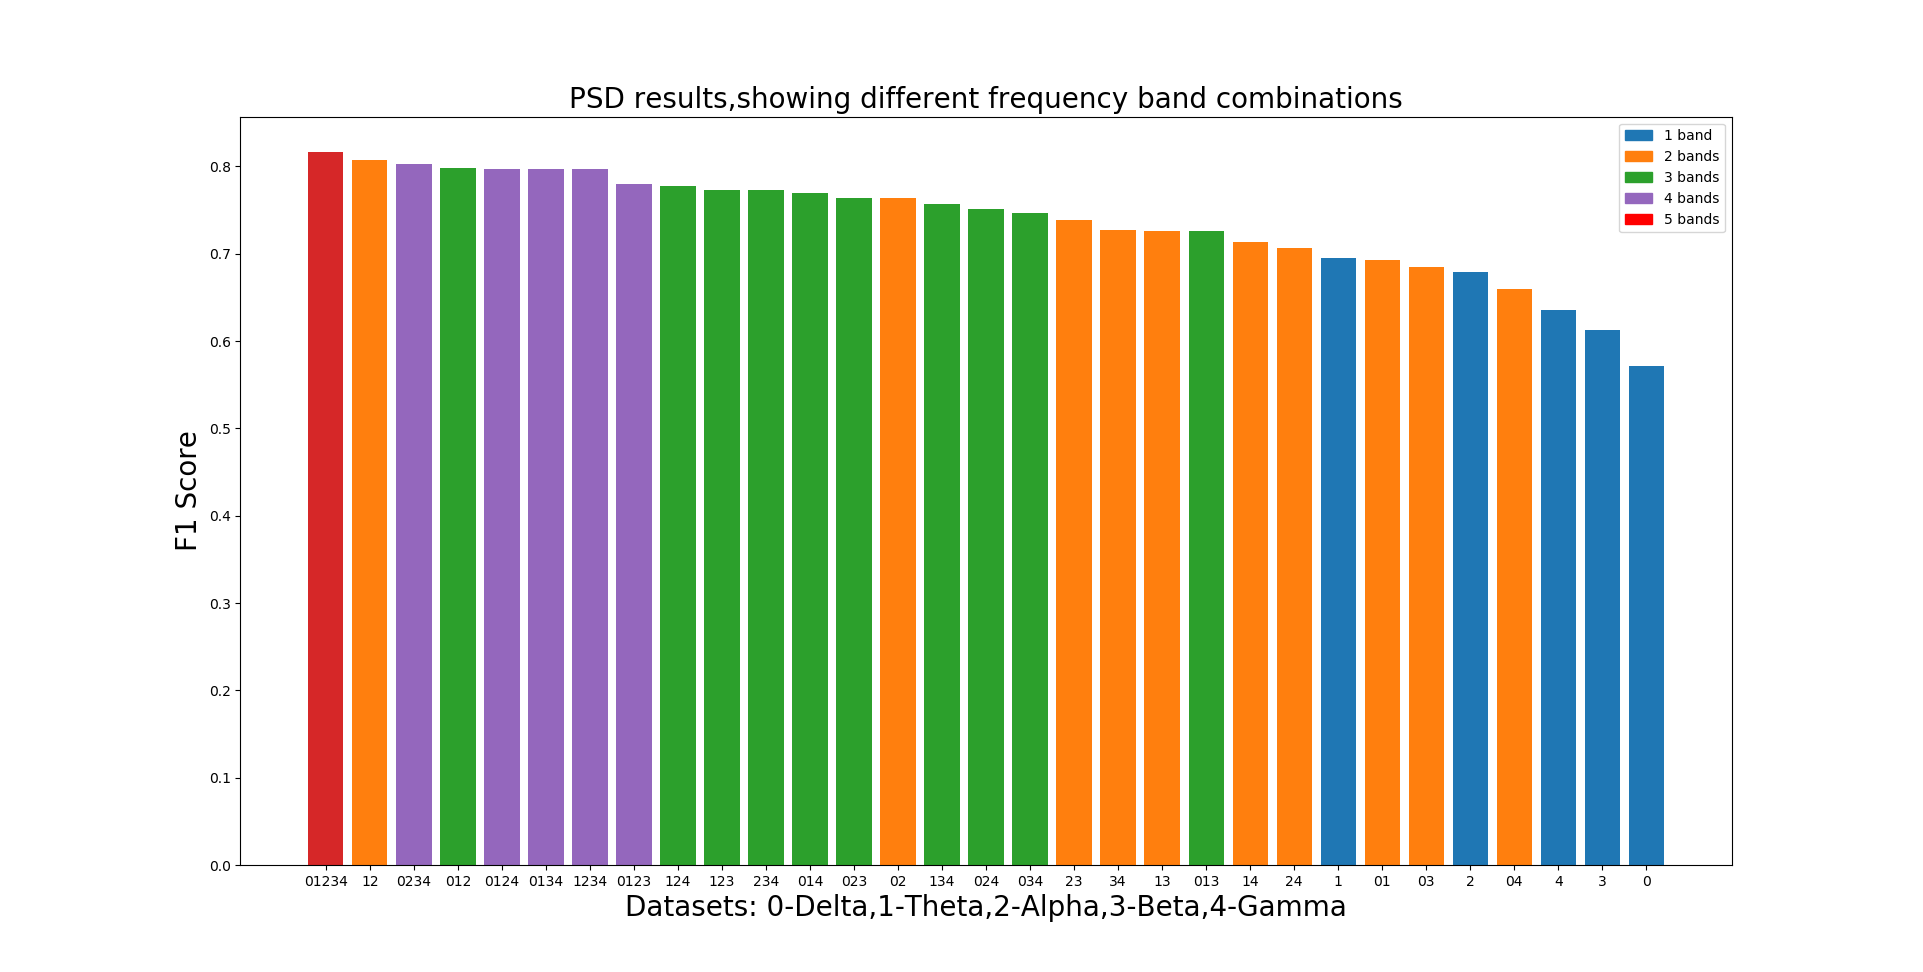 PSD results,showing different frequency band combinations
1 band
2 bands
3 bands
4 bands
5 bands
F1 Score
0.8
0.7
0.6
0.5
0.4
0.3
0.2
0.1
0.0
01234 12 0234 012 0124 0134 1234 0123 124 123 234 014 023 02 134 024 034 23 34 13 013 14 24 1 01 03 2 04 4 3 0
Datasets: 0-Delta,1-Theta,2-Alpha,3-Beta,4-Gamma